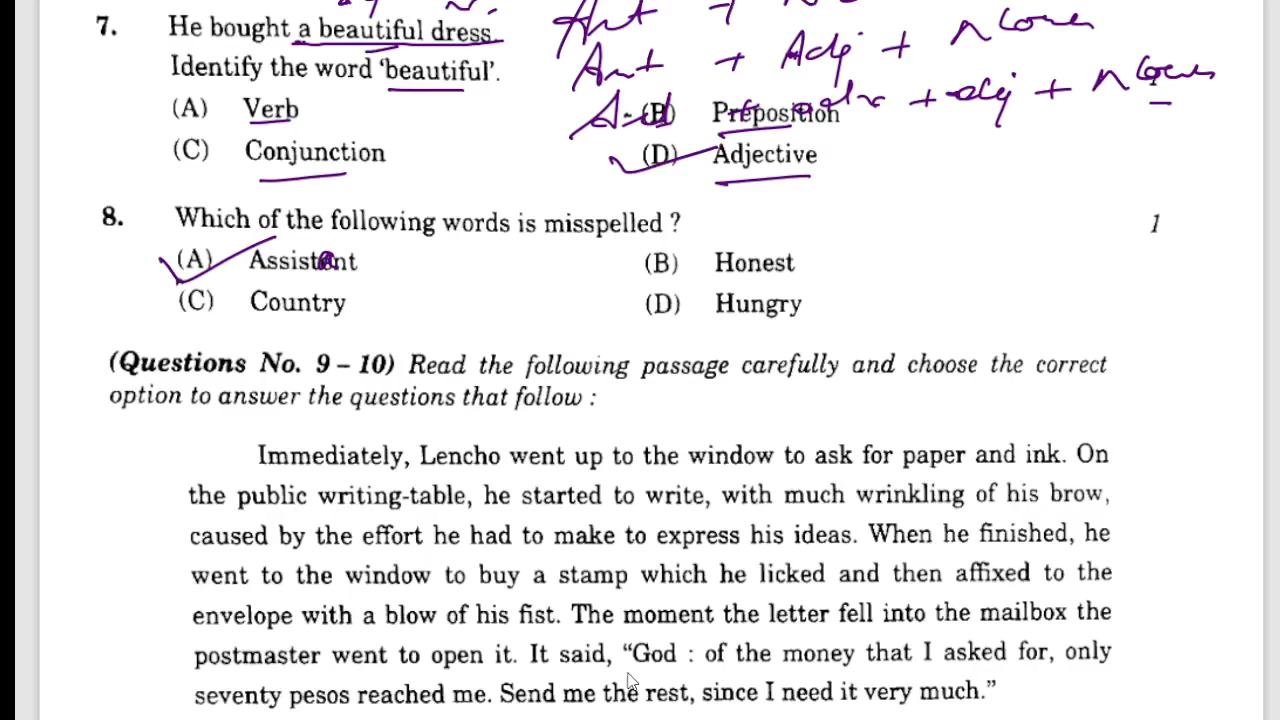 7. He bought a beautiful dress.
Art + Adj + Noun
Identify the word ‘beautiful’.
+ adj + Noun
(A) Verb (B) Preposition
(C) Conjunction (D) Adjective
8. Which of the following words is misspelled ? 1
(A) Assistant (B) Honest
(C) Country (D) Hungry
(Questions No. 9 – 10) Read the following passage carefully and choose the correct
option to answer the questions that follow :
Immediately, Lencho went up to the window to ask for paper and ink. On
the public writing-table, he started to write, with much wrinkling of his brow,
caused by the effort he had to make to express his ideas. When he finished, he
went to the window to buy a stamp which he licked and then affixed to the
envelope with a blow of his fist. The moment the letter fell into the mailbox the
postmaster went to open it. It said, “God : of the money that I asked for, only
seventy pesos reached me. Send me the rest, since I need it very much.”